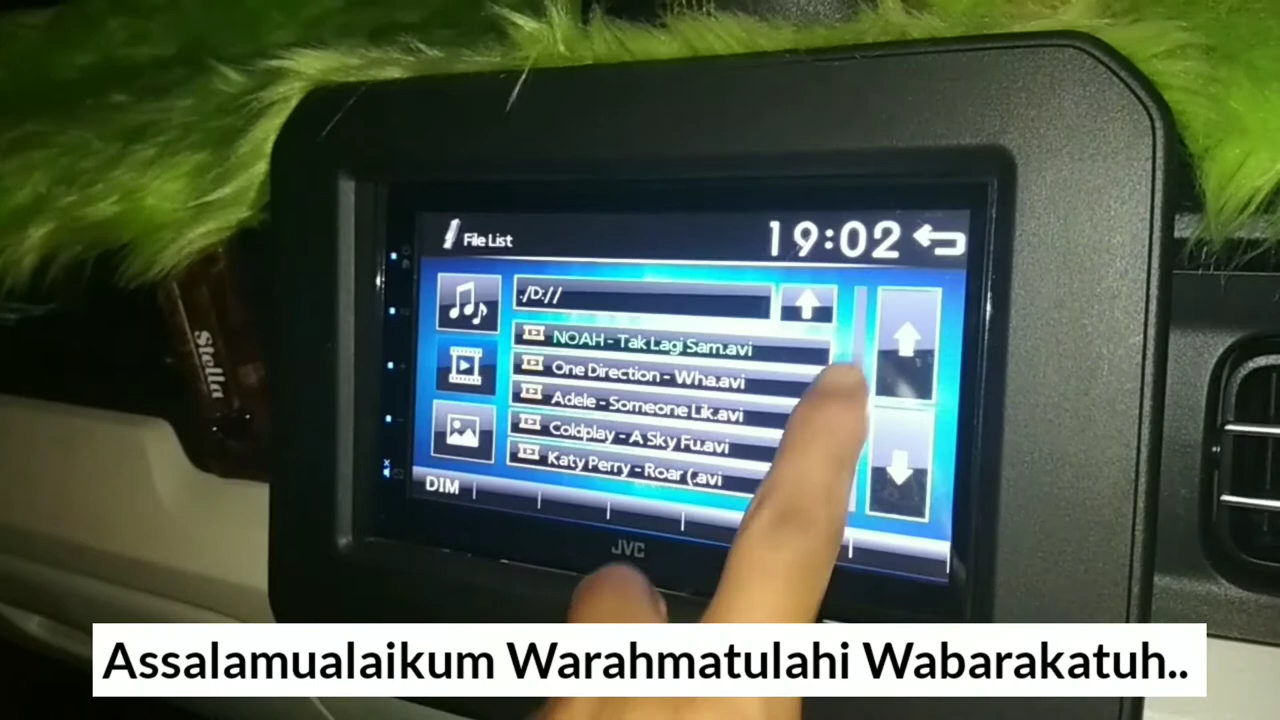 File List
19:02
./D://
NOAH - Tak Lagi Sam.avi
One Direction - Wha.avi
Adele - Someone Lik.avi
Coldplay - A Sky Fu.avi
Katy Perry - Roar (.avi
DIM
JVC
Stella
Assalamualaikum Warahmatulahi Wabarakatuh..